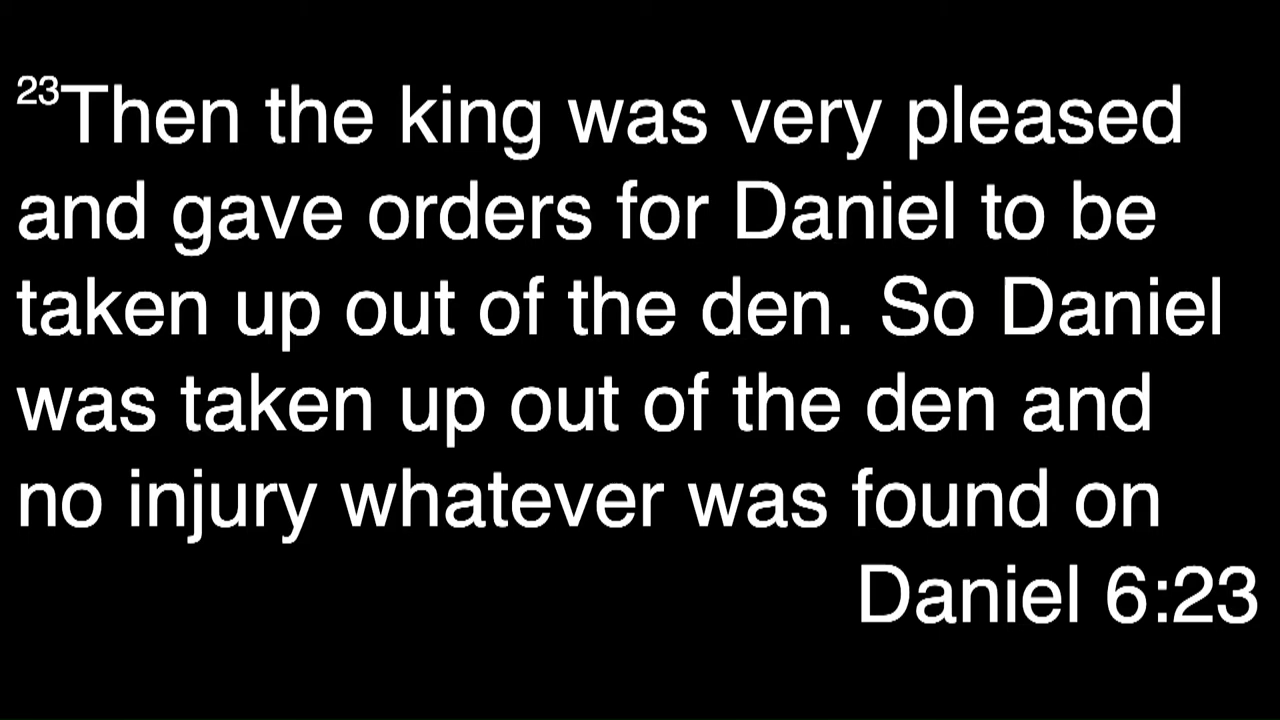 23Then the king was very pleased
and gave orders for Daniel to be
taken up out of the den. So Daniel
was taken up out of the den and
no injury whatever was found on
Daniel 6:23